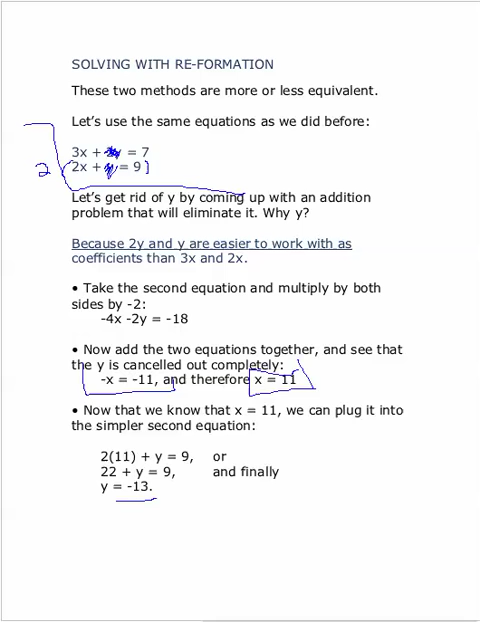 SOLVING WITH RE-FORMATION
These two methods are more or less equivalent.
Let's use the same equations as we did before:
3x + = 7
2 (2x + y = 9 ]
Let's get rid of y by coming up with an addition
problem that will eliminate it. Why y?
Because 2y and y are easier to work with as
coefficients than 3x and 2x.
• Take the second equation and multiply by both
sides by -2:
-4x -2y = -18
• Now add the two equations together, and see that
the y is cancelled out completely:
-x = -11, and therefore x = 11
• Now that we know that x = 11, we can plug it into
the simpler second equation:
2(11) + y = 9, or
22 + y = 9, and finally
y = -13.